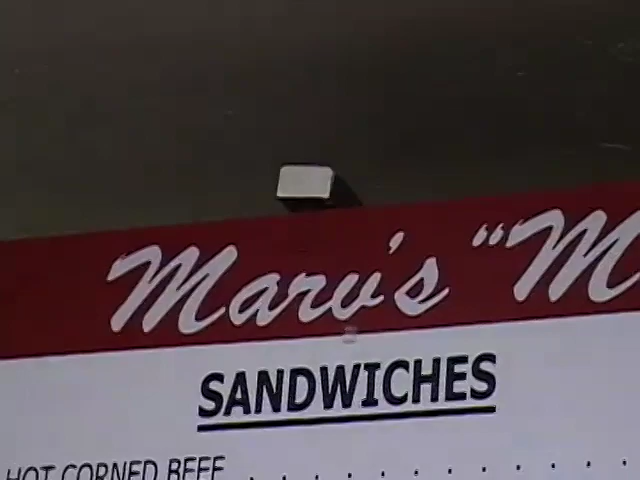 Marv's "M
SANDWICHES
HOT CORNED BEEF . . . . . . . . . . . .